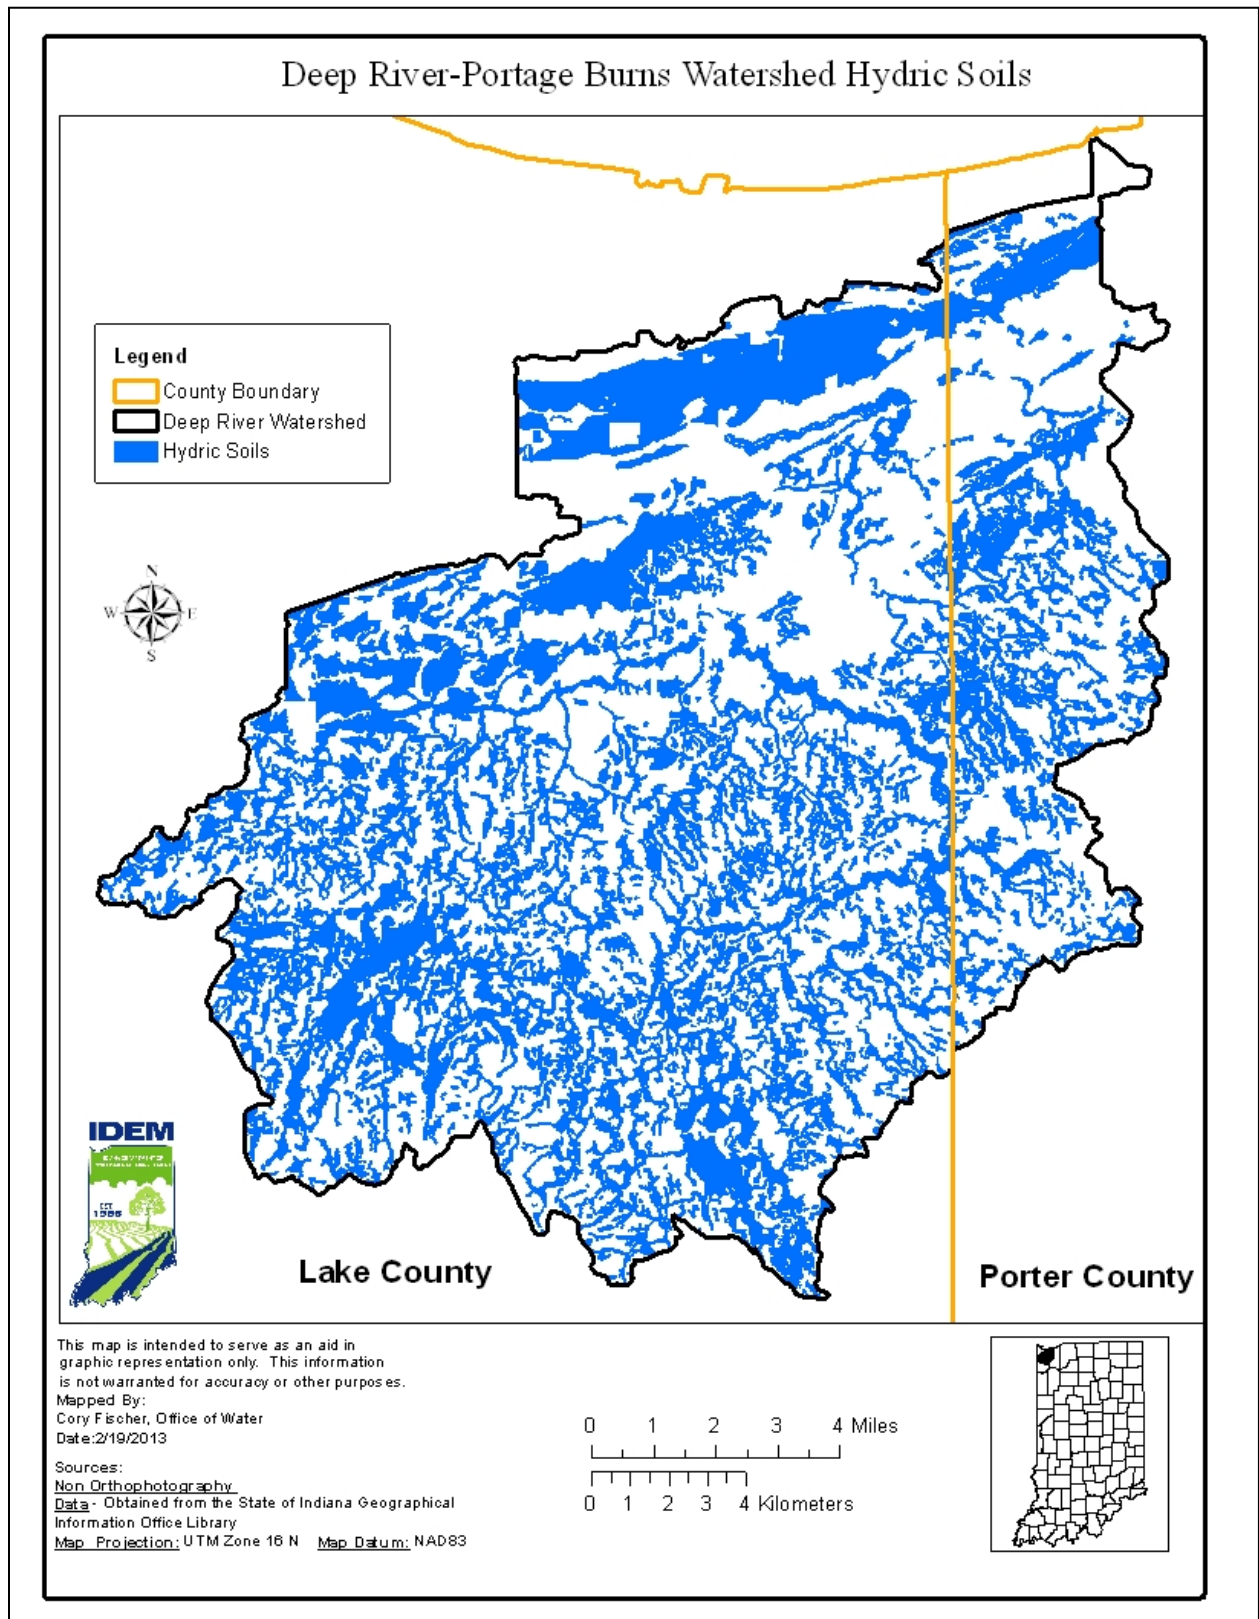 Deep River-Portage Burns Watershed Hydric Soils
Legend
County Boundary
Deep River Watershed
Hydric Soils
N
W E
S
IDEM
EST.
1986
Lake County
Porter County
This map is intended to serve as an aid in
graphic representation only. This information
is not warranted for accuracy or other purposes.
Mapped By:
Cory Fischer, Office of Water
Date:2/19/2013
Sources:
Non Orthophotography
Data - Obtained from the State of Indiana Geographical
Information Office Library
Map Projection: UTM Zone 16 N Map Datum: NAD83
0 1 2 3 4 Miles
0 1 2 3 4 Kilometers